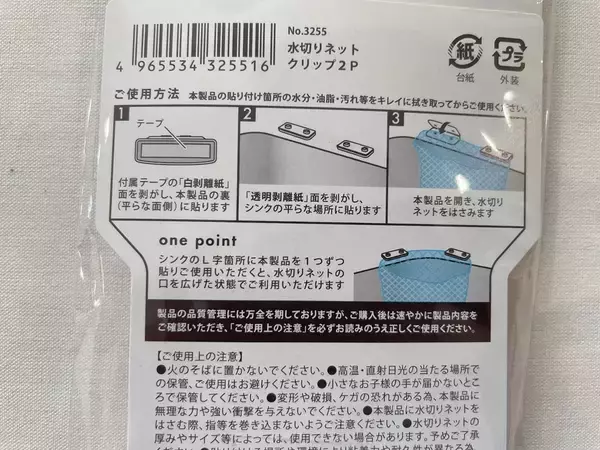 No.3255
水切りネット
クリップ2P
4 965534 325516
紙
台紙
プラ
外装
ご使用方法 本製品の貼り付け箇所の水分・油脂・汚れ等をキレイに拭き取ってからご使用ください。
1
テープ
付属テープの「白剥離紙」
面を剥がし、本製品の裏
(平らな面側)に貼ります
2
「透明剥離紙」面を剥がし、
シンクの平らな場所に貼ります
3
本製品を開き、水切り
ネットをはさみます
one point
シンクのL字箇所に本製品を1つずつ
貼りご使用いただくと、水切りネットの
口を広げた状態でご利用いただけます
製品の品質管理には万全を期しておりますが、ご購入後は速やかに製品内容を
ご確認いただき、「ご使用上の注意」を必ずお読みのうえ正しくご使用ください。
【ご使用上の注意】
●火のそばに置かないでください。●高温・直射日光の当たる場所で
の保管、ご使用はお避けください。●小さなお子様の手が届かないとこ
ろで保管してください。●変形や破損、ケガの恐れがある為、本製品に
無理な力や強い衝撃を与えないでください。●本製品に水切りネットを
はさむ際、指等を巻き込まないようご注意ください。●水切りネットの
厚みやサイズ等によっては、使用できない場合があります。予めご了承